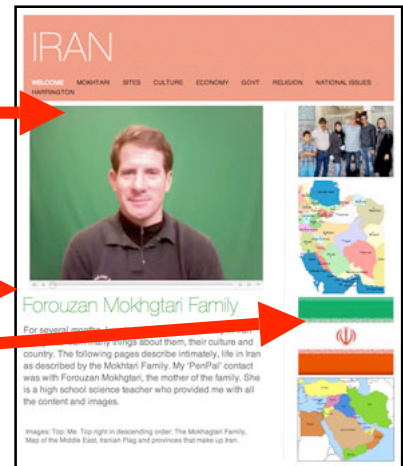 IRAN
WELCOME MOKHTARI SITES CULTURE ECONOMY GOVT RELIGION NATIONAL ISSUES
HARRINGTON
Forouzan Mokhgtari Family
For several months,
many things about them, their culture and
country. The following pages describe intimately, life in Iran
as described by the Mokhtari Family. My 'PenPal' contact
was with Forouzan Mokhgtari, the mother of the family. She
is a high school science teacher who provided me with all
the content and images.
Images: Top: Me. Top right in descending order: The Mokhagtari Family,
Map of the Middle East, Iranian Flag and provinces that make up Iran.